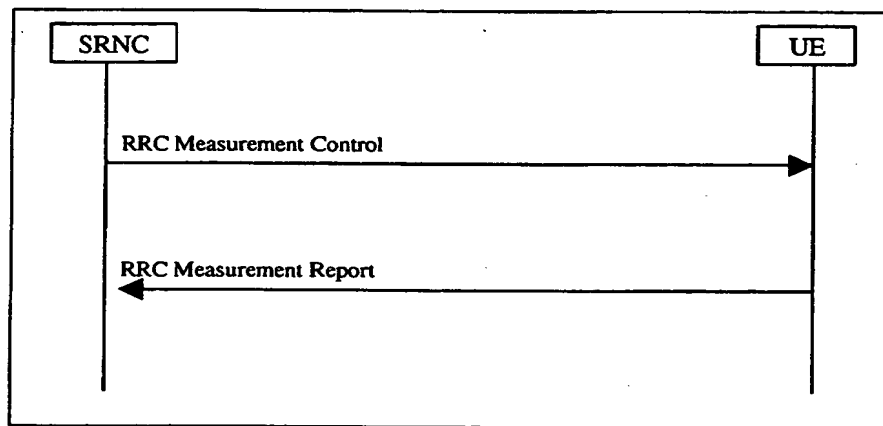 SRNC
UE
RRC Measurement Control
RRC Measurement Report